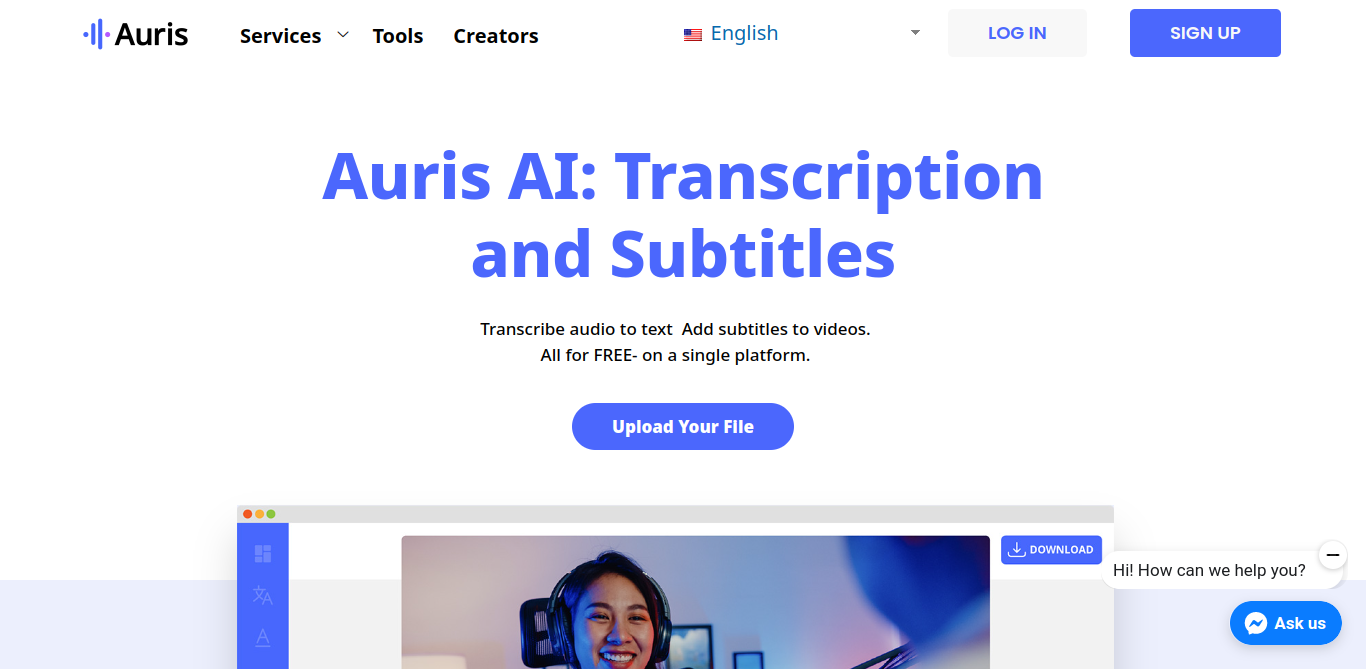 Auris
Services
Tools
Creators
English
LOG IN
SIGN UP
Auris AI: Transcription
and Subtitles
Transcribe audio to text  Add subtitles to videos.
All for FREE- on a single platform.
Upload Your File
DOWNLOAD
Hi! How can we help you?
Ask us